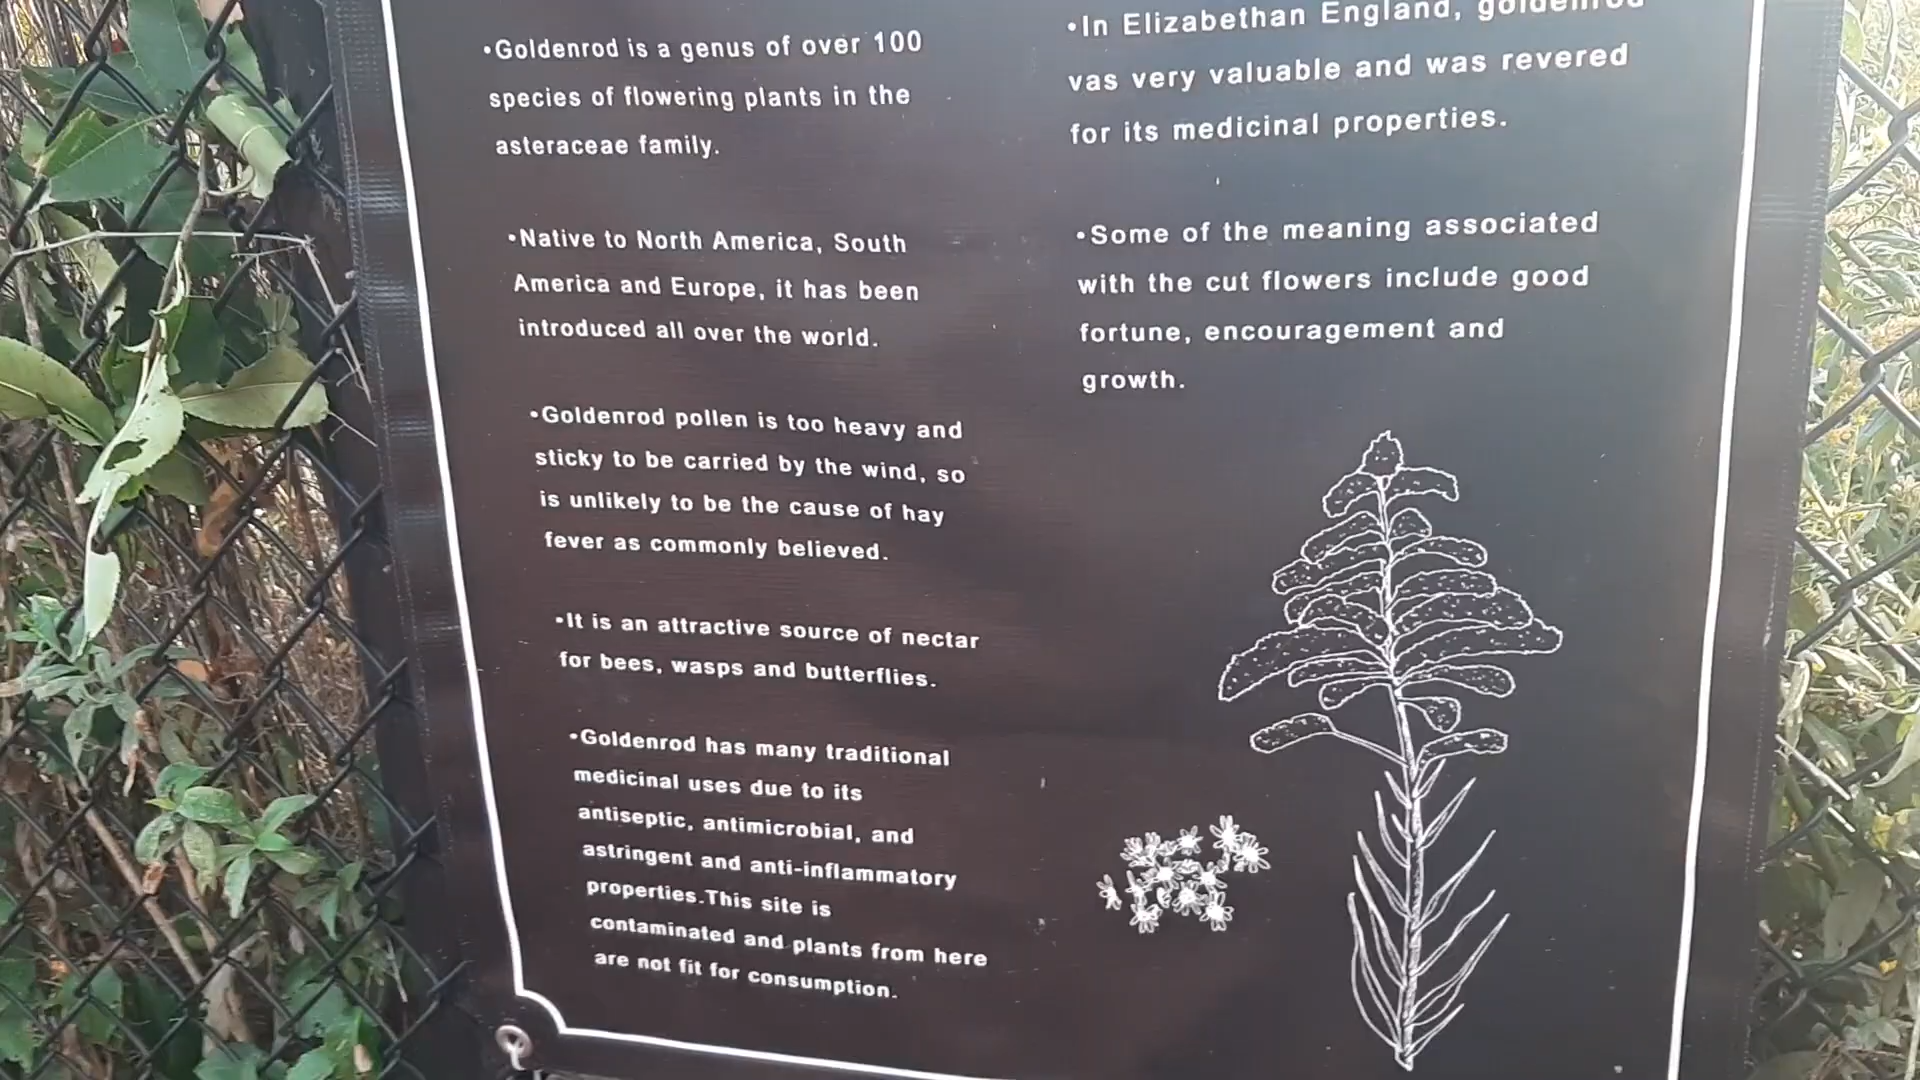 •Goldenrod is a genus of over 100
species of flowering plants in the
asteraceae family.
•Native to North America, South
America and Europe, it has been
introduced all over the world.
•Goldenrod pollen is too heavy and
sticky to be carried by the wind, so
is unlikely to be the cause of hay
fever as commonly believed.
•It is an attractive source of nectar
for bees, wasps and butterflies.
•Goldenrod has many traditional
medicinal uses due to its
antiseptic, antimicrobial, and
astringent and anti-inflammatory
properties.This site is
contaminated and plants from here
are not fit for consumption.
•In Elizabethan England, goldenrod
vas very valuable and was revered
for its medicinal properties.
•Some of the meaning associated
with the cut flowers include good
fortune, encouragement and
growth.